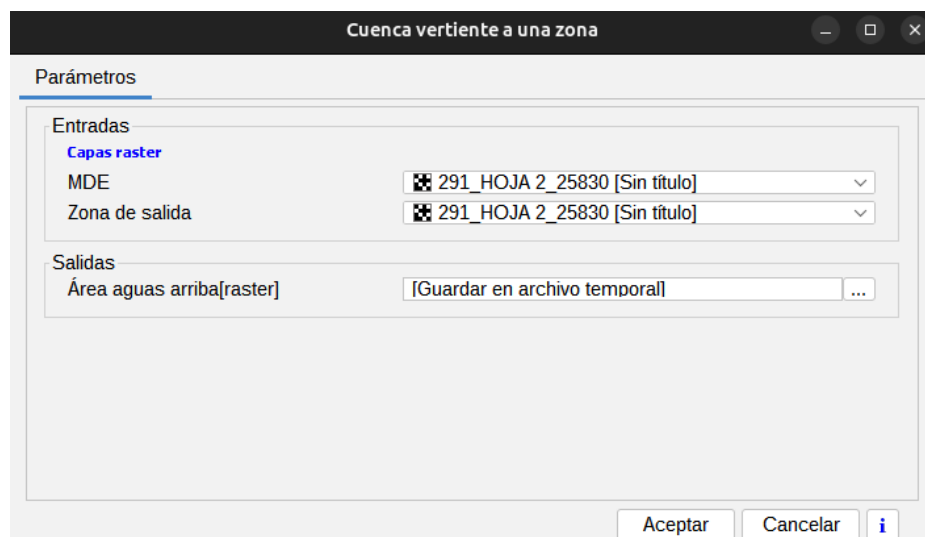 Cuenca vertiente a una zona
Parámetros
Entradas
Capas raster
MDE 291_HOJA 2_25830 [Sin título]
Zona de salida 291_HOJA 2_25830 [Sin título]
Salidas
Área aguas arriba[raster] [Guardar en archivo temporal] ...
Aceptar Cancelar i